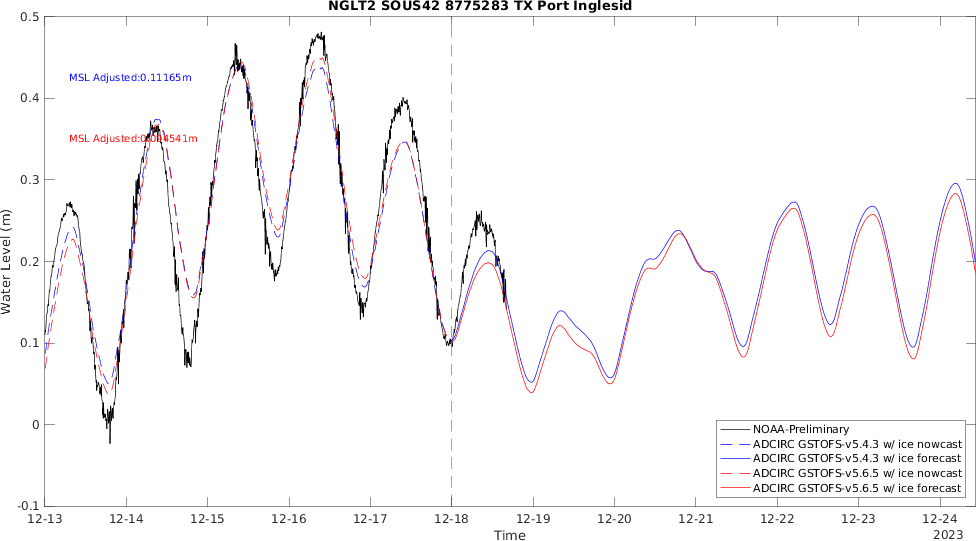 NGLT2 SOUS42 8775283 TX Port Inglesid
0.5
0.4
0.3
0.2
0.1
0
-0.1
Water Level (m)
MSL Adjusted:0.11165m
MSL Adjusted:0.094541m
NOAA-Preliminary
ADCIRC GSTOFS-v5.4.3 w/ ice nowcast
ADCIRC GSTOFS-v5.4.3 w/ ice forecast
ADCIRC GSTOFS-v5.6.5 w/ ice nowcast
ADCIRC GSTOFS-v5.6.5 w/ ice forecast
12-13 12-14 12-15 12-16 12-17 12-18 12-19 12-20 12-21 12-22 12-23 12-24
Time
2023